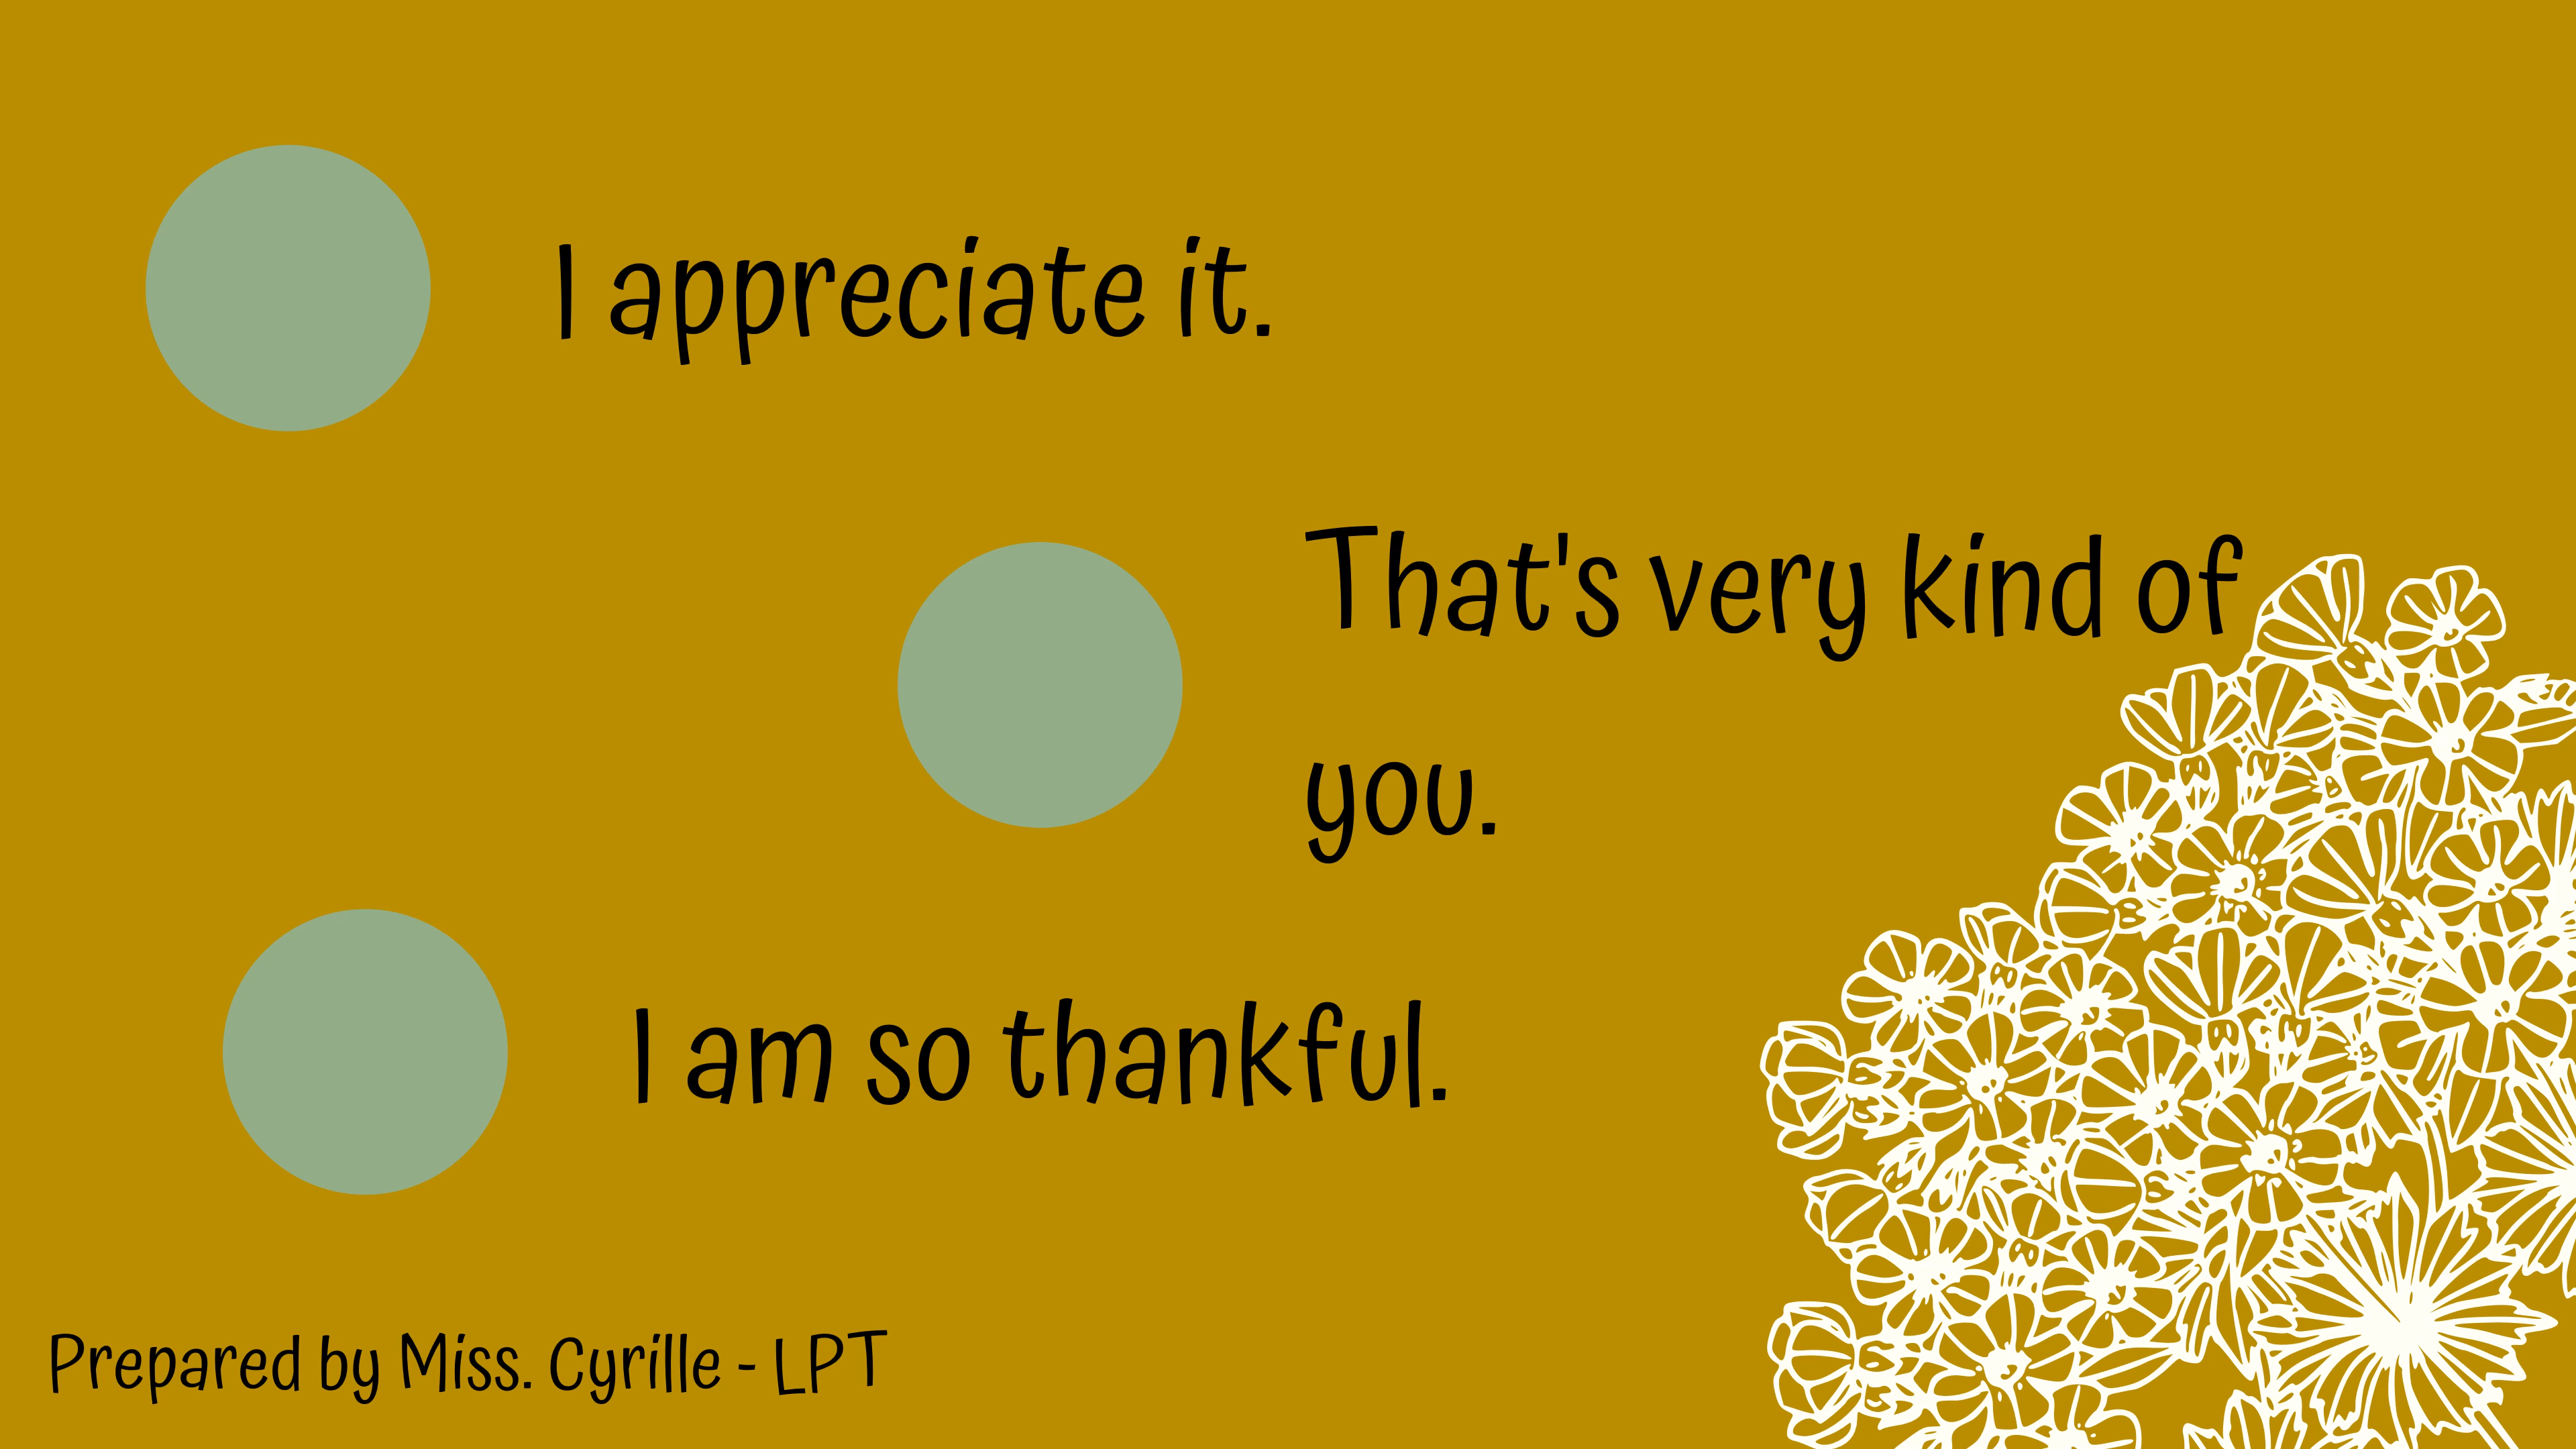 I appreciate it.
That's very kind of
you.
I am so thankful.
Prepared by Miss. Cyrille - LPT